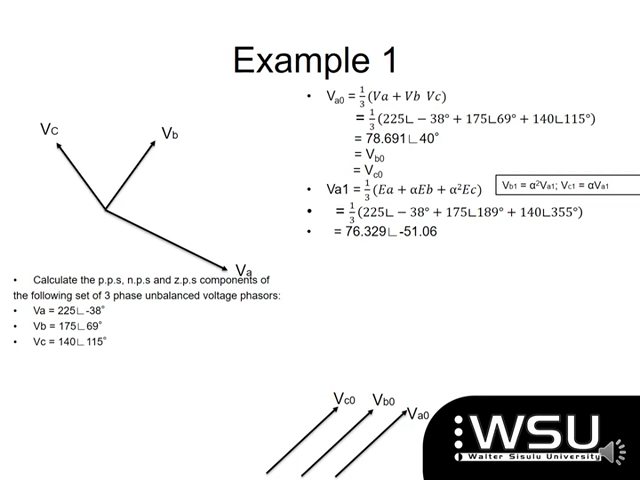 Example 1
Vc
Vb
Va
• Calculate the p.p.s, n.p.s and z.p.s components of
the following set of 3 phase unbalanced voltage phasors:
• Va = 225∟-38°
• Vb = 175∟69°
• Vc = 140∟115°
• Va0 = 1/3 (Va + Vb Vc)
= 1/3 (225∟ − 38° + 175∟69° + 140∟115°)
= 78.691∟40°
= Vb0
= Vc0
• Va1 = 1/3 (Ea + αEb + α²Ec)
Vb1 = α²Va1; Vc1 = αVa1
• = 1/3 (225∟ − 38° + 175∟189° + 140∟355°)
• = 76.329∟-51.06
Vc0
Vb0
Va0
WSU
Walter Sisulu University